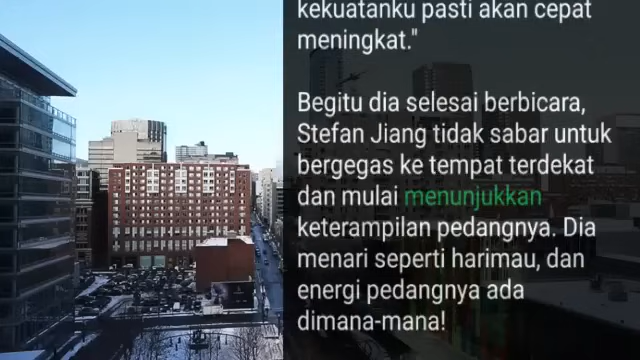 kekuatanku pasti akan cepat
meningkat."
Begitu dia selesai berbicara,
Stefan Jiang tidak sabar untuk
bergegas ke tempat terdekat
dan mulai menunjukkan
keterampilan pedangnya. Dia
menari seperti harimau, dan
energi pedangnya ada
dimana-mana!